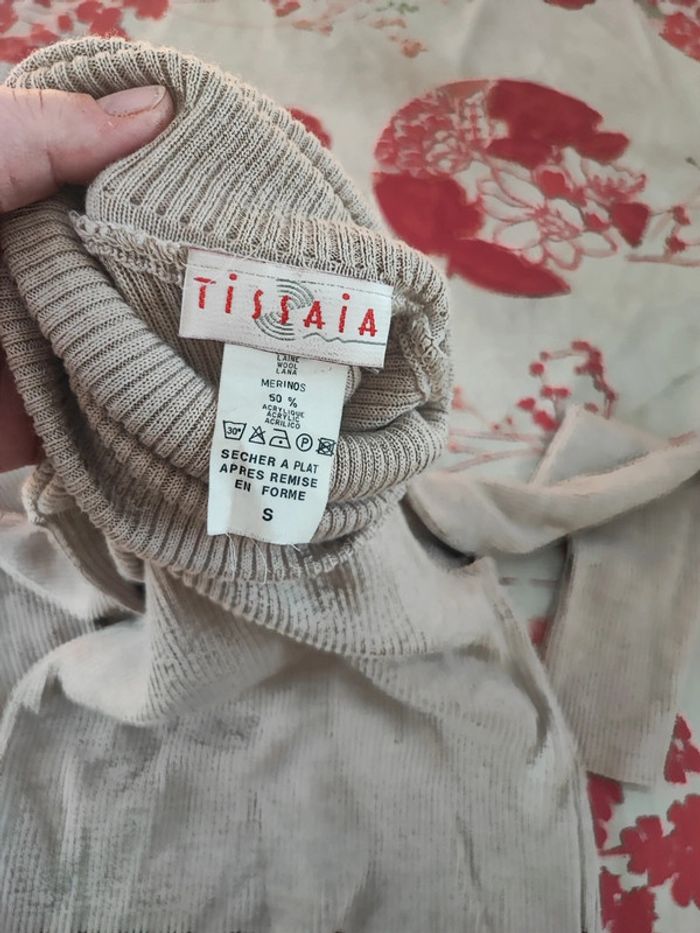 TiSSAiA
LAINE
WOOL
LANA
MERINOS
50 %
ACRYLIQUE
ACRYLIC
ACRILICO
30°
P
SECHER A PLAT
APRES REMISE
EN FORME
S